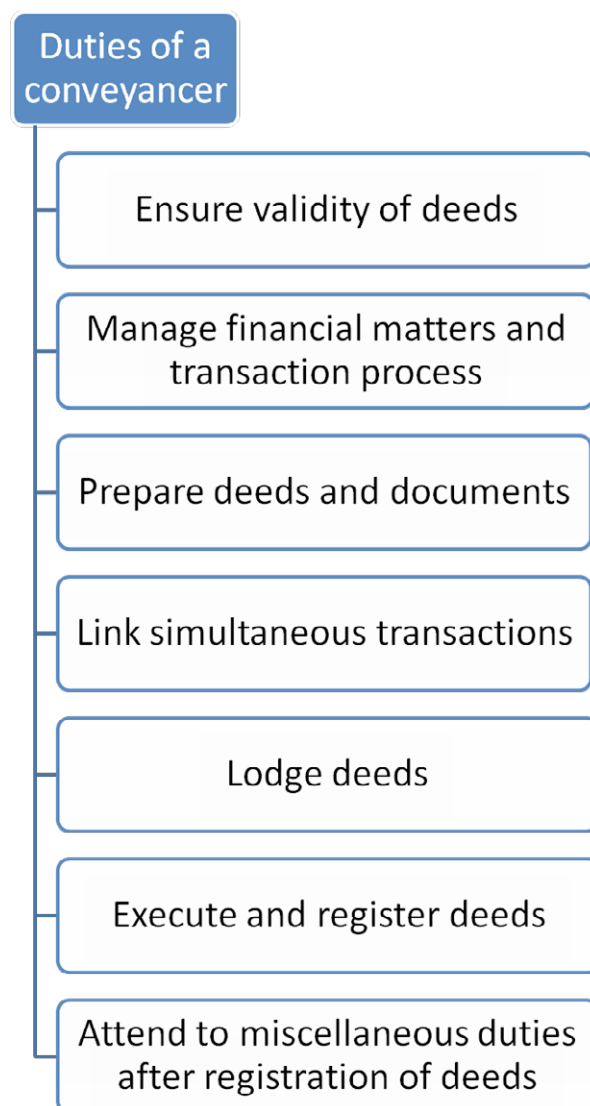 Duties of a
conveyancer
Ensure validity of deeds
Manage financial matters and
transaction process
Prepare deeds and documents
Link simultaneous transactions
Lodge deeds
Execute and register deeds
Attend to miscellaneous duties
after registration of deeds